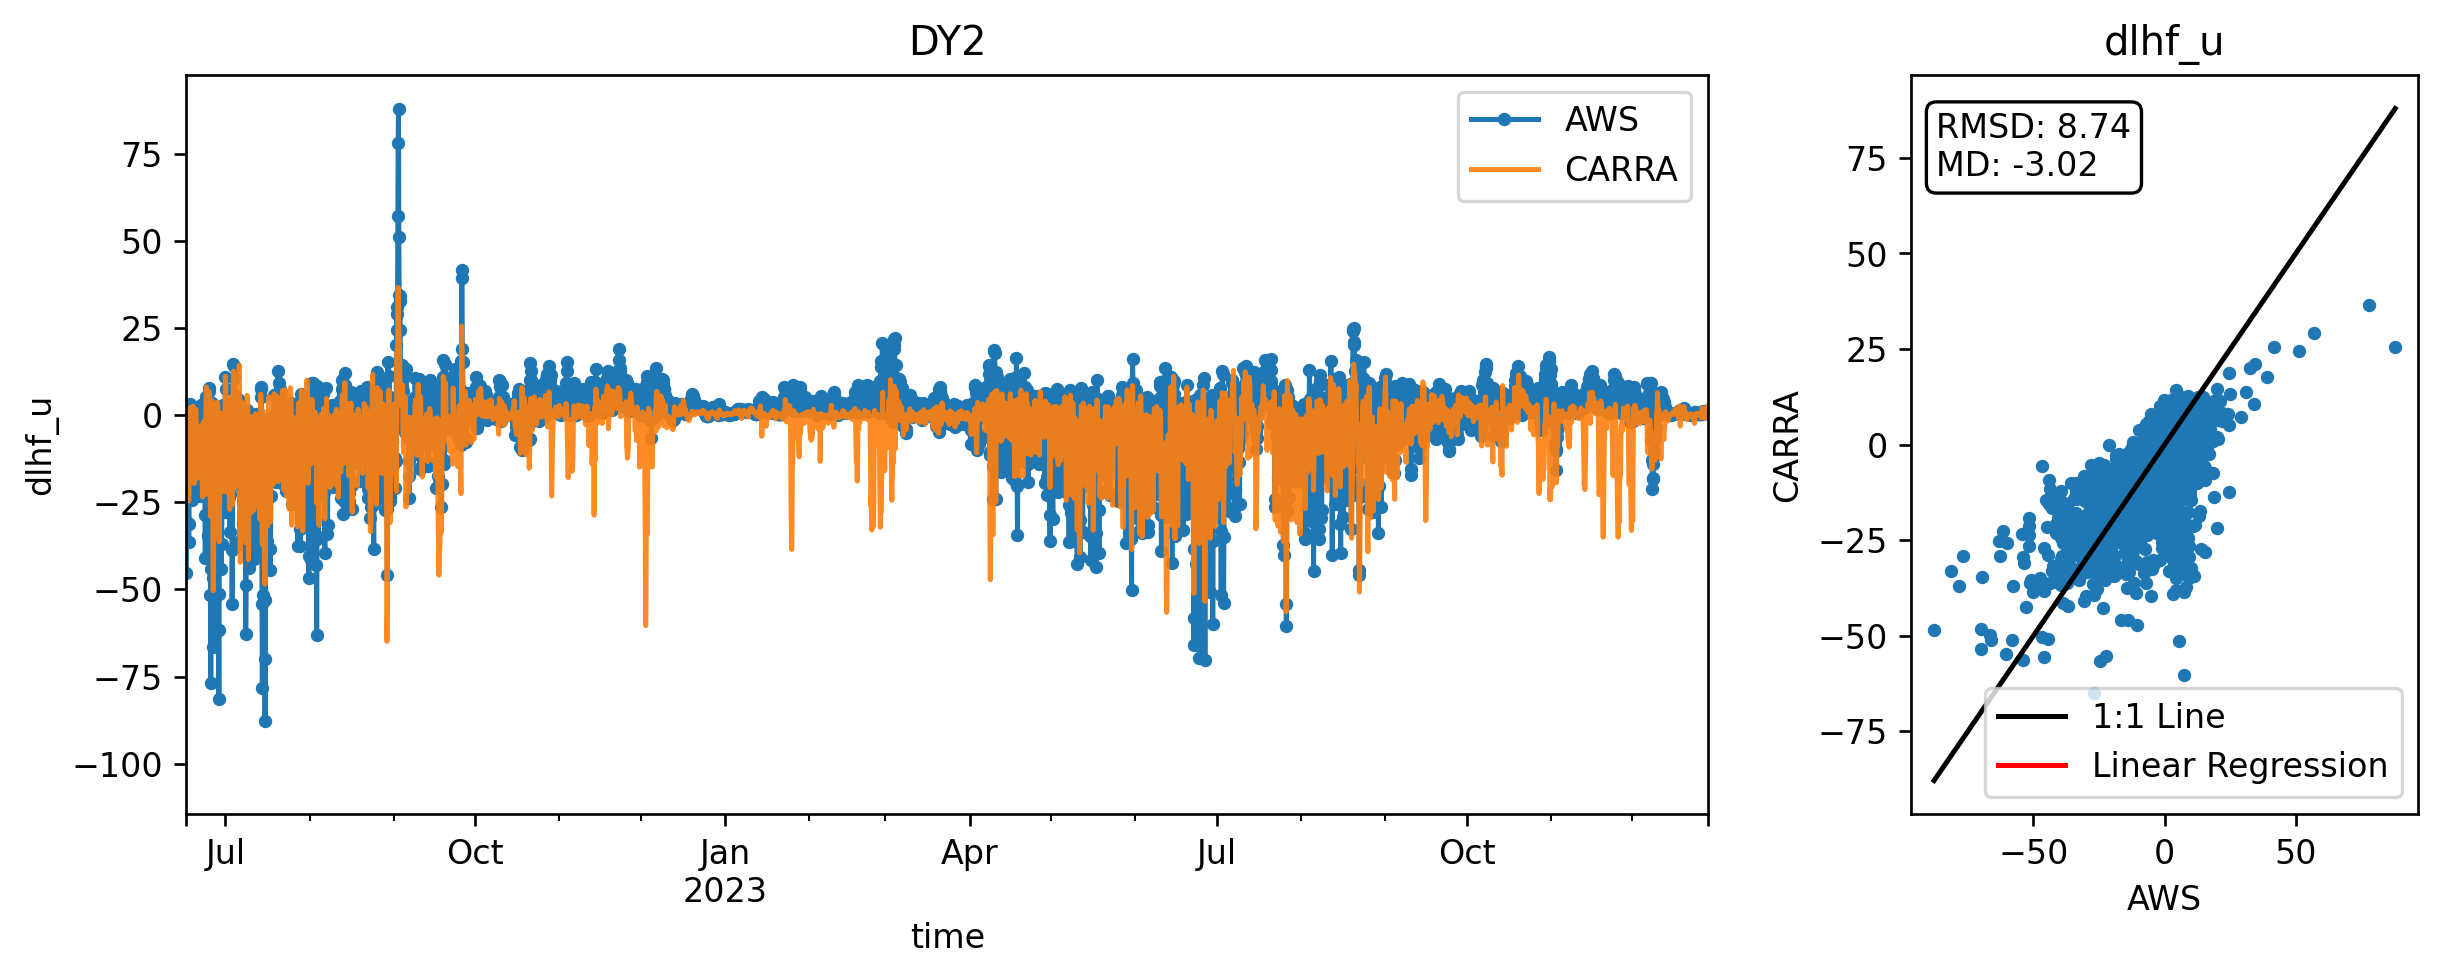 DY2
dlhf_u
75
50
25
0
−25
−50
−75
−100
AWS
CARRA
Jul
Oct
Jan
2023
Apr
Jul
Oct
time
dlhf_u
CARRA
75
50
25
0
−25
−50
−75
RMSD: 8.74
MD: -3.02
1:1 Line
Linear Regression
−50
0
50
AWS